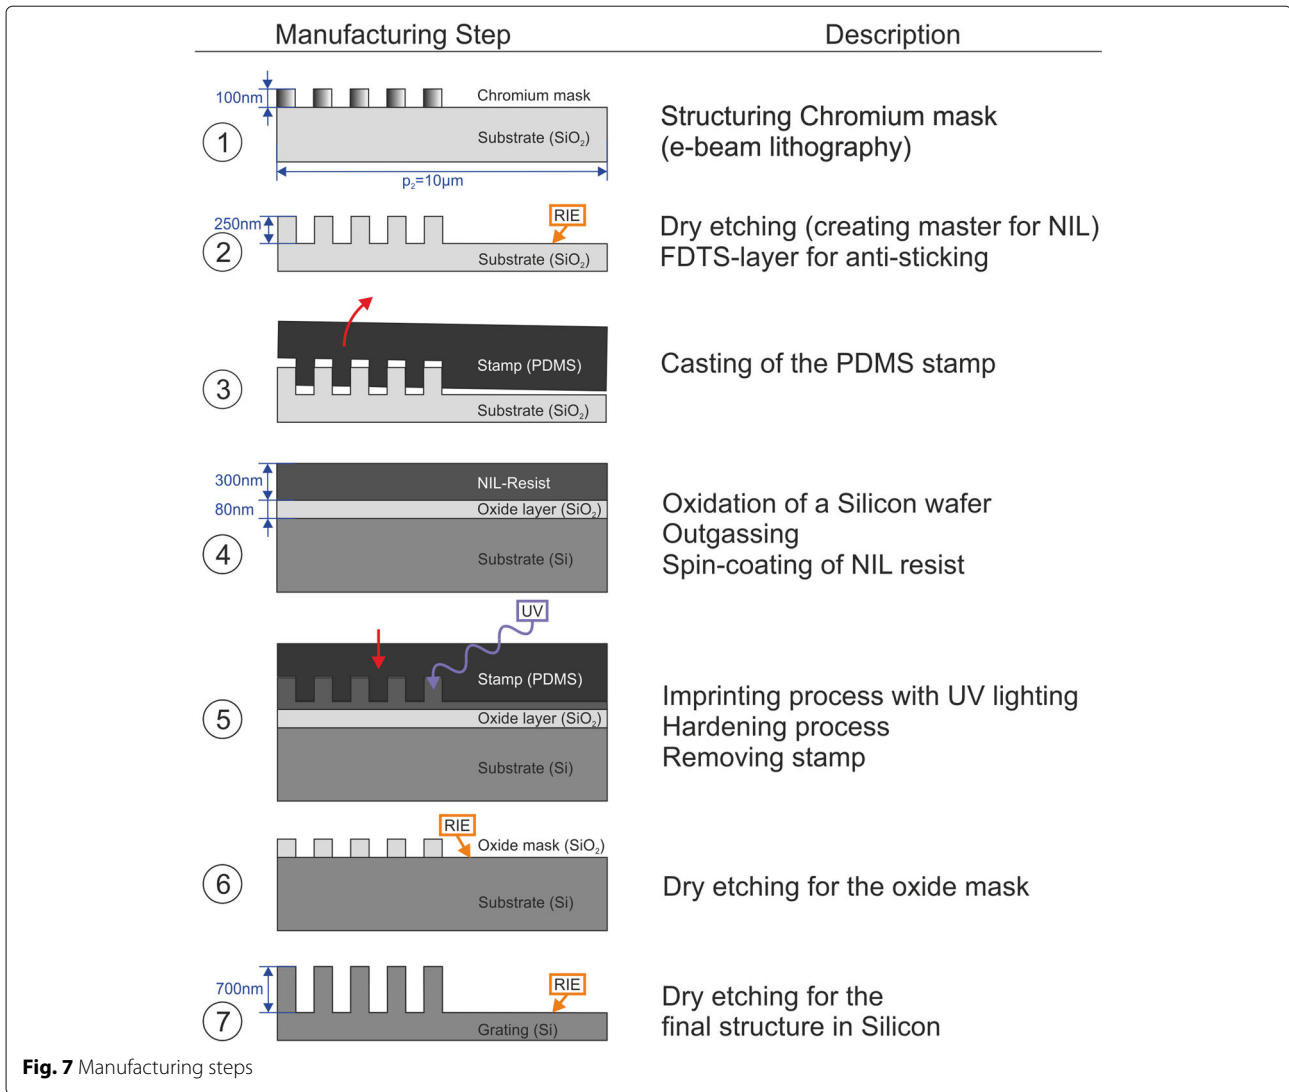 Manufacturing Step Description
100nm
Chromium mask
Substrate (SiO₂)
p₂=10µm
1
Structuring Chromium mask
(e-beam lithography)
250nm
RIE
Substrate (SiO₂)
2
Dry etching (creating master for NIL)
FDTS-layer for anti-sticking
Stamp (PDMS)
Substrate (SiO₂)
3
Casting of the PDMS stamp
300nm
NIL-Resist
80nm
Oxide layer (SiO₂)
Substrate (Si)
4
Oxidation of a Silicon wafer
Outgassing
Spin-coating of NIL resist
UV
Stamp (PDMS)
Oxide layer (SiO₂)
Substrate (Si)
5
Imprinting process with UV lighting
Hardening process
Removing stamp
RIE
Oxide mask (SiO₂)
Substrate (Si)
6
Dry etching for the oxide mask
700nm
RIE
Grating (Si)
7
Dry etching for the
final structure in Silicon
Fig. 7 Manufacturing steps